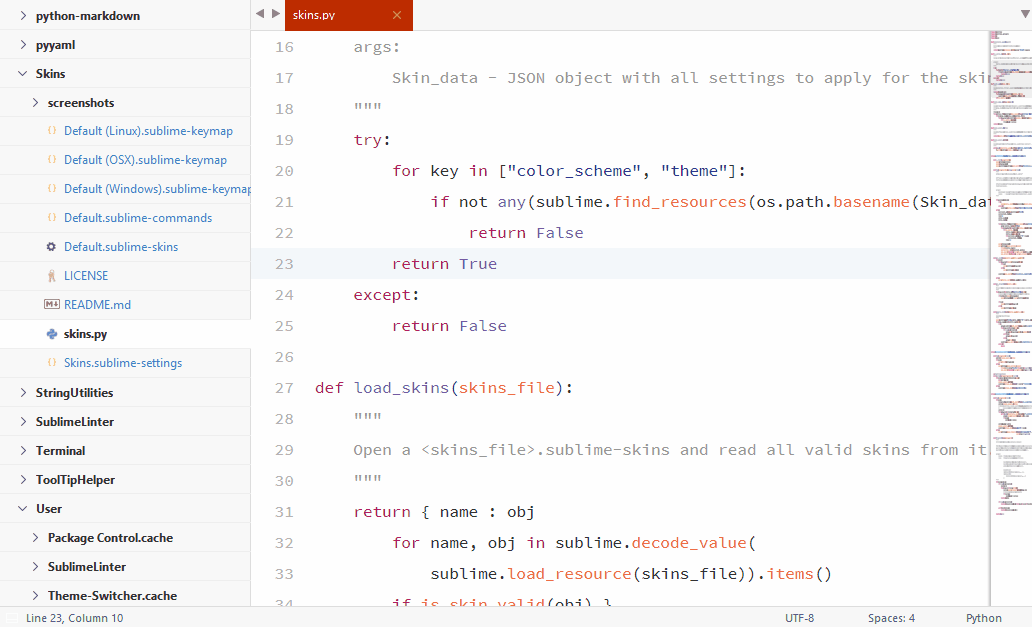 python-markdown
pyyaml
Skins
screenshots
Default (Linux).sublime-keymap
Default (OSX).sublime-keymap
Default (Windows).sublime-keymap
Default.sublime-commands
Default.sublime-skins
LICENSE
README.md
skins.py
Skins.sublime-settings
StringUtilities
SublimeLinter
Terminal
ToolTipHelper
User
Package Control.cache
SublimeLinter
Theme-Switcher.cache
skins.py
16 args:
17 Skin_data - JSON object with all settings to apply for the skin
18 """
19 try:
20 for key in ["color_scheme", "theme"]:
21 if not any(sublime.find_resources(os.path.basename(Skin_dat
22 return False
23 return True
24 except:
25 return False
26
27 def load_skins(skins_file):
28 """
29 Open a <skins_file>.sublime-skins and read all valid skins from it.
30 """
31 return { name : obj
32 for name, obj in sublime.decode_value(
33 sublime.load_resource(skins_file)).items()
34 if is_skin_valid(obj) }
Line 23, Column 10
UTF-8
Spaces: 4
Python